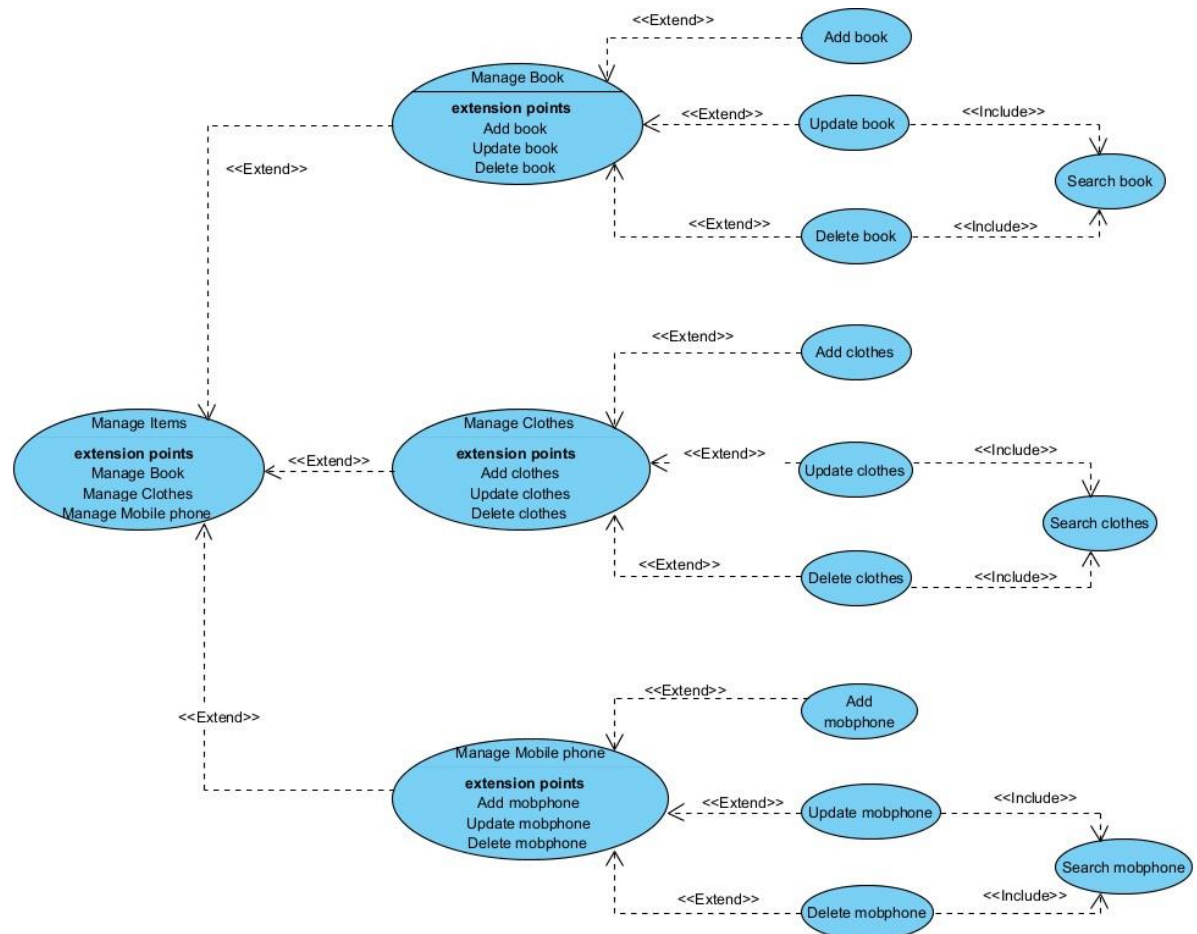 <<Extend>>
Add book
Manage Book
extension points
Add book
Update book
Delete book
<<Extend>>
Update book
<<Include>>
<<Extend>>
Search book
<<Extend>>
Delete book
<<Include>>
<<Extend>>
Add clothes
Manage Items
extension points
Manage Book
Manage Clothes
Manage Mobile phone
<<Extend>>
Manage Clothes
extension points
Add clothes
Update clothes
Delete clothes
<<Extend>>
Update clothes
<<Include>>
Search clothes
<<Extend>>
Delete clothes
<<Include>>
<<Extend>>
Add
mobphone
<<Extend>>
Manage Mobile phone
extension points
Add mobphone
Update mobphone
Delete mobphone
<<Extend>>
Update mobphone
<<Include>>
Search mobphone
<<Extend>>
Delete mobphone
<<Include>>